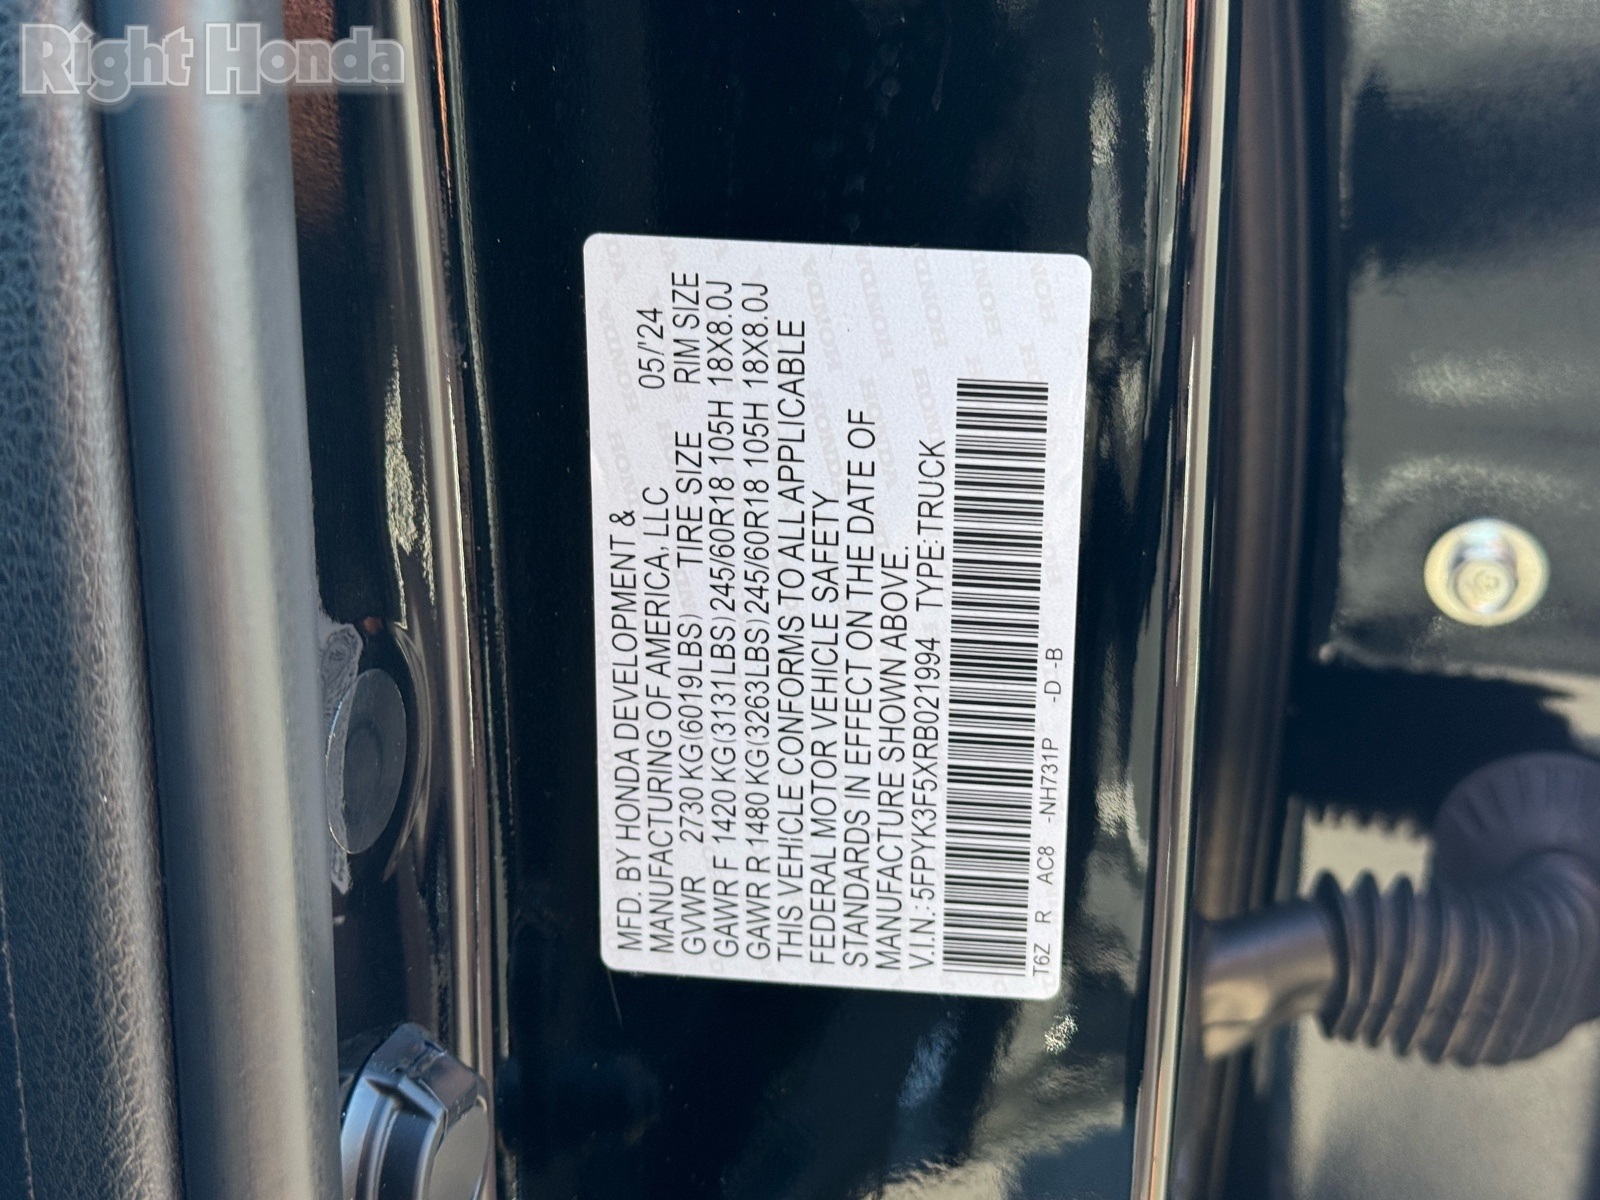 Right Honda
MFD. BY HONDA DEVELOPMENT &
MANUFACTURING OF AMERICA, LLC 05/'24
GVWR 2730 KG(6019LBS) TIRE SIZE RIM SIZE
GAWR F 1420 KG(3131LBS) 245/60R18 105H 18X8.0J
GAWR R 1480 KG(3263LBS) 245/60R18 105H 18X8.0J
THIS VEHICLE CONFORMS TO ALL APPLICABLE
FEDERAL MOTOR VEHICLE SAFETY
STANDARDS IN EFFECT ON THE DATE OF
MANUFACTURE SHOWN ABOVE.
V.I.N.: 5FPYK3F5XRB021994 TYPE: TRUCK
T6Z R AC8 -NH731P -D -B